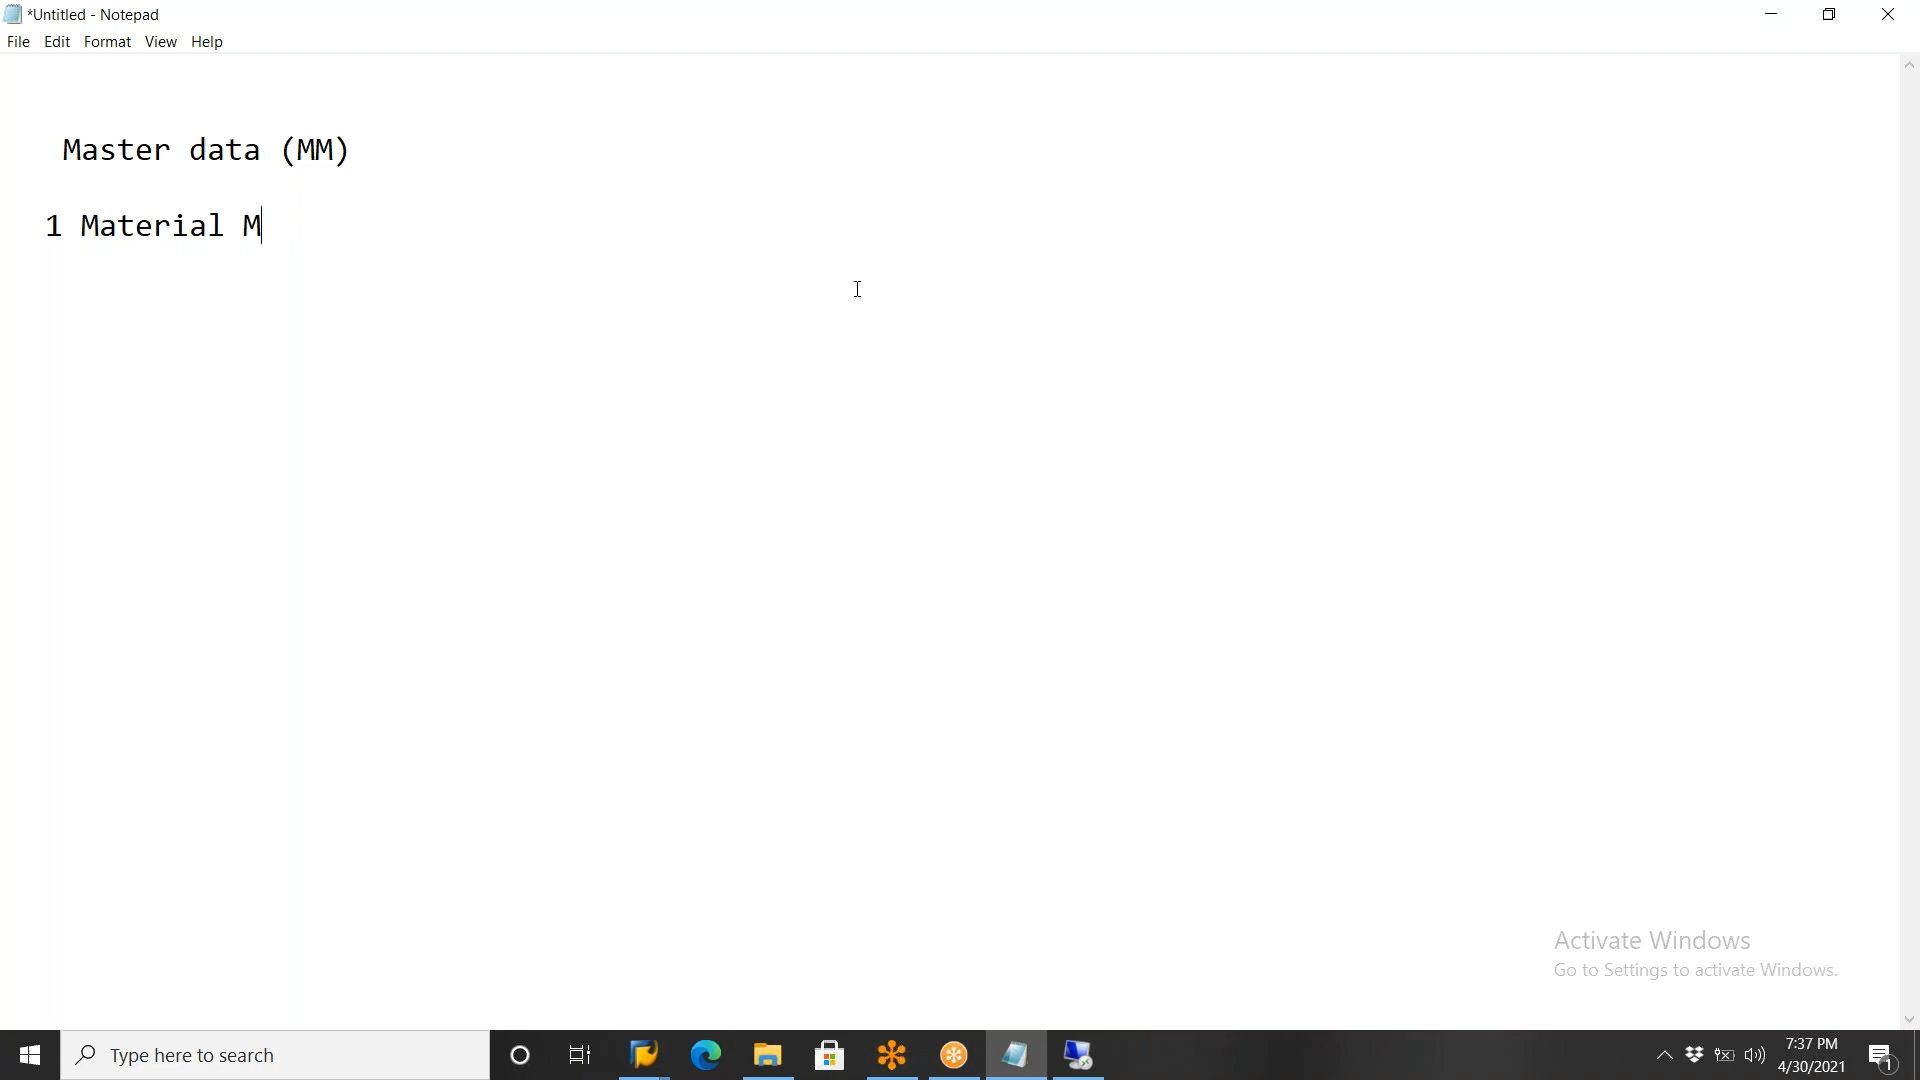 *Untitled - Notepad
File Edit Format View Help
Master data (MM)
1 Material M
Activate Windows
Go to Settings to activate Windows.
Type here to search
7:37 PM
4/30/2021
1